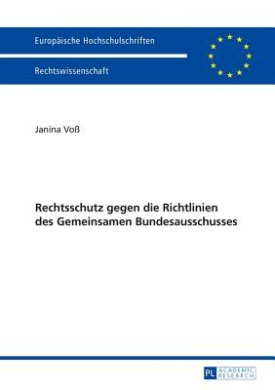 Europäische Hochschulschriften
Rechtswissenschaft
Janina Voß
Rechtsschutz gegen die Richtlinien
des Gemeinsamen Bundesausschusses
PL ACADEMIC
RESEARCH